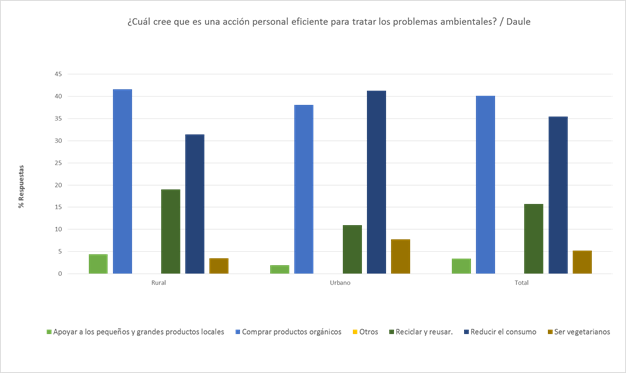 ¿Cuál cree que es una acción personal eficiente para tratar los problemas ambientales? / Daule
% Respuestas
45
40
35
30
25
20
15
10
5
0
Rural Urbano Total
Apoyar a los pequeños y grandes productos locales Comprar productos orgánicos Otros Reciclar y reusar. Reducir el consumo Ser vegetarianos